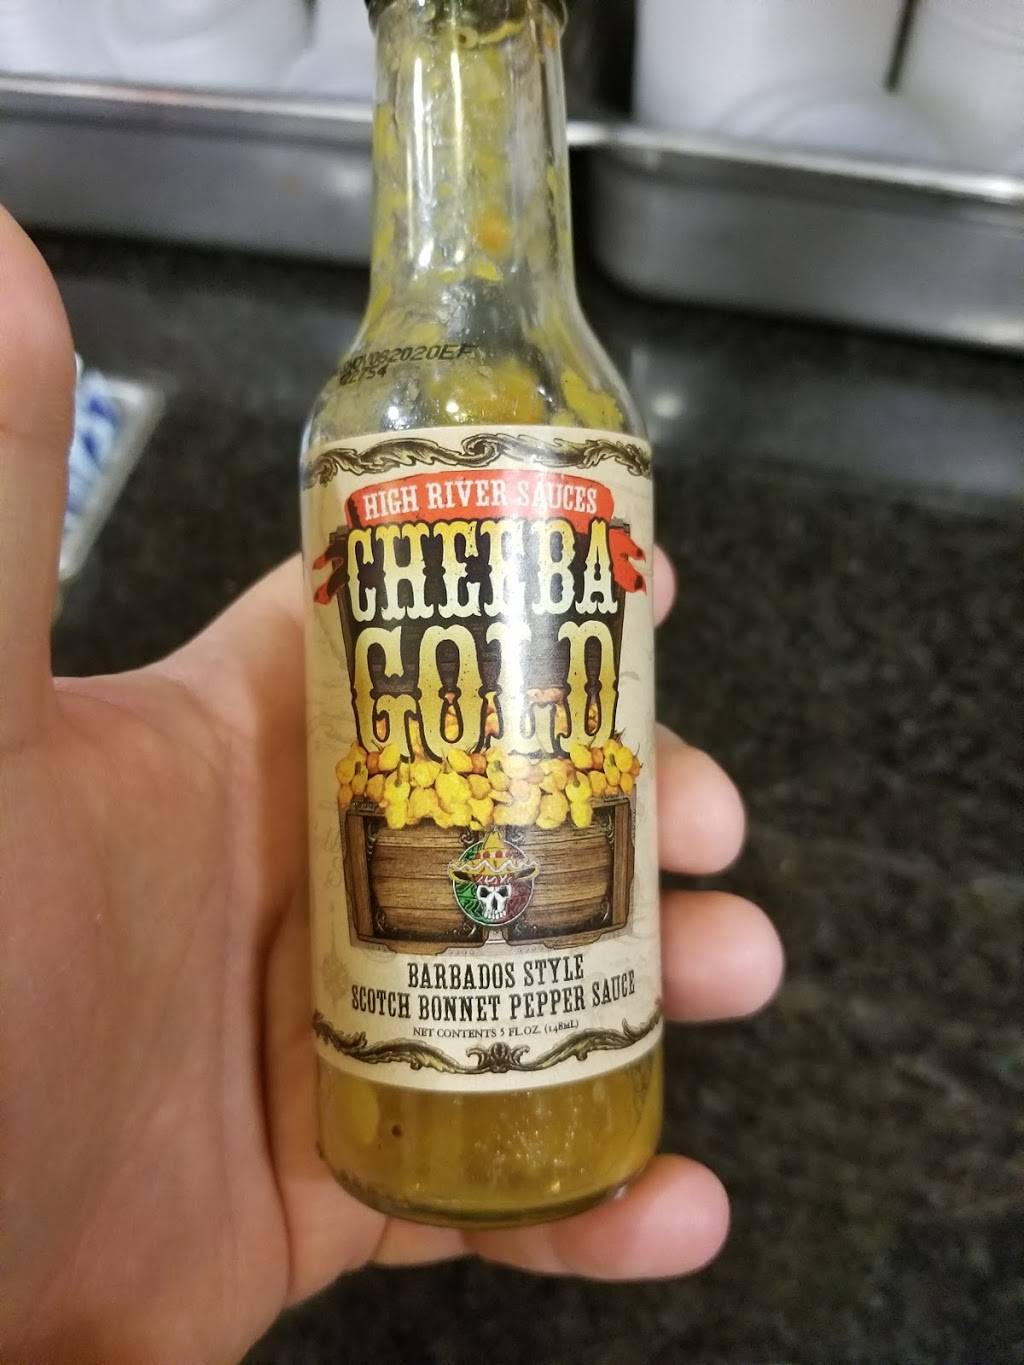 HIGH RIVER SAUCES
CHEEBA
GOLD
BARBADOS STYLE
SCOTCH BONNET PEPPER SAUCE
NET CONTENTS 5 FL.OZ. (148mL)